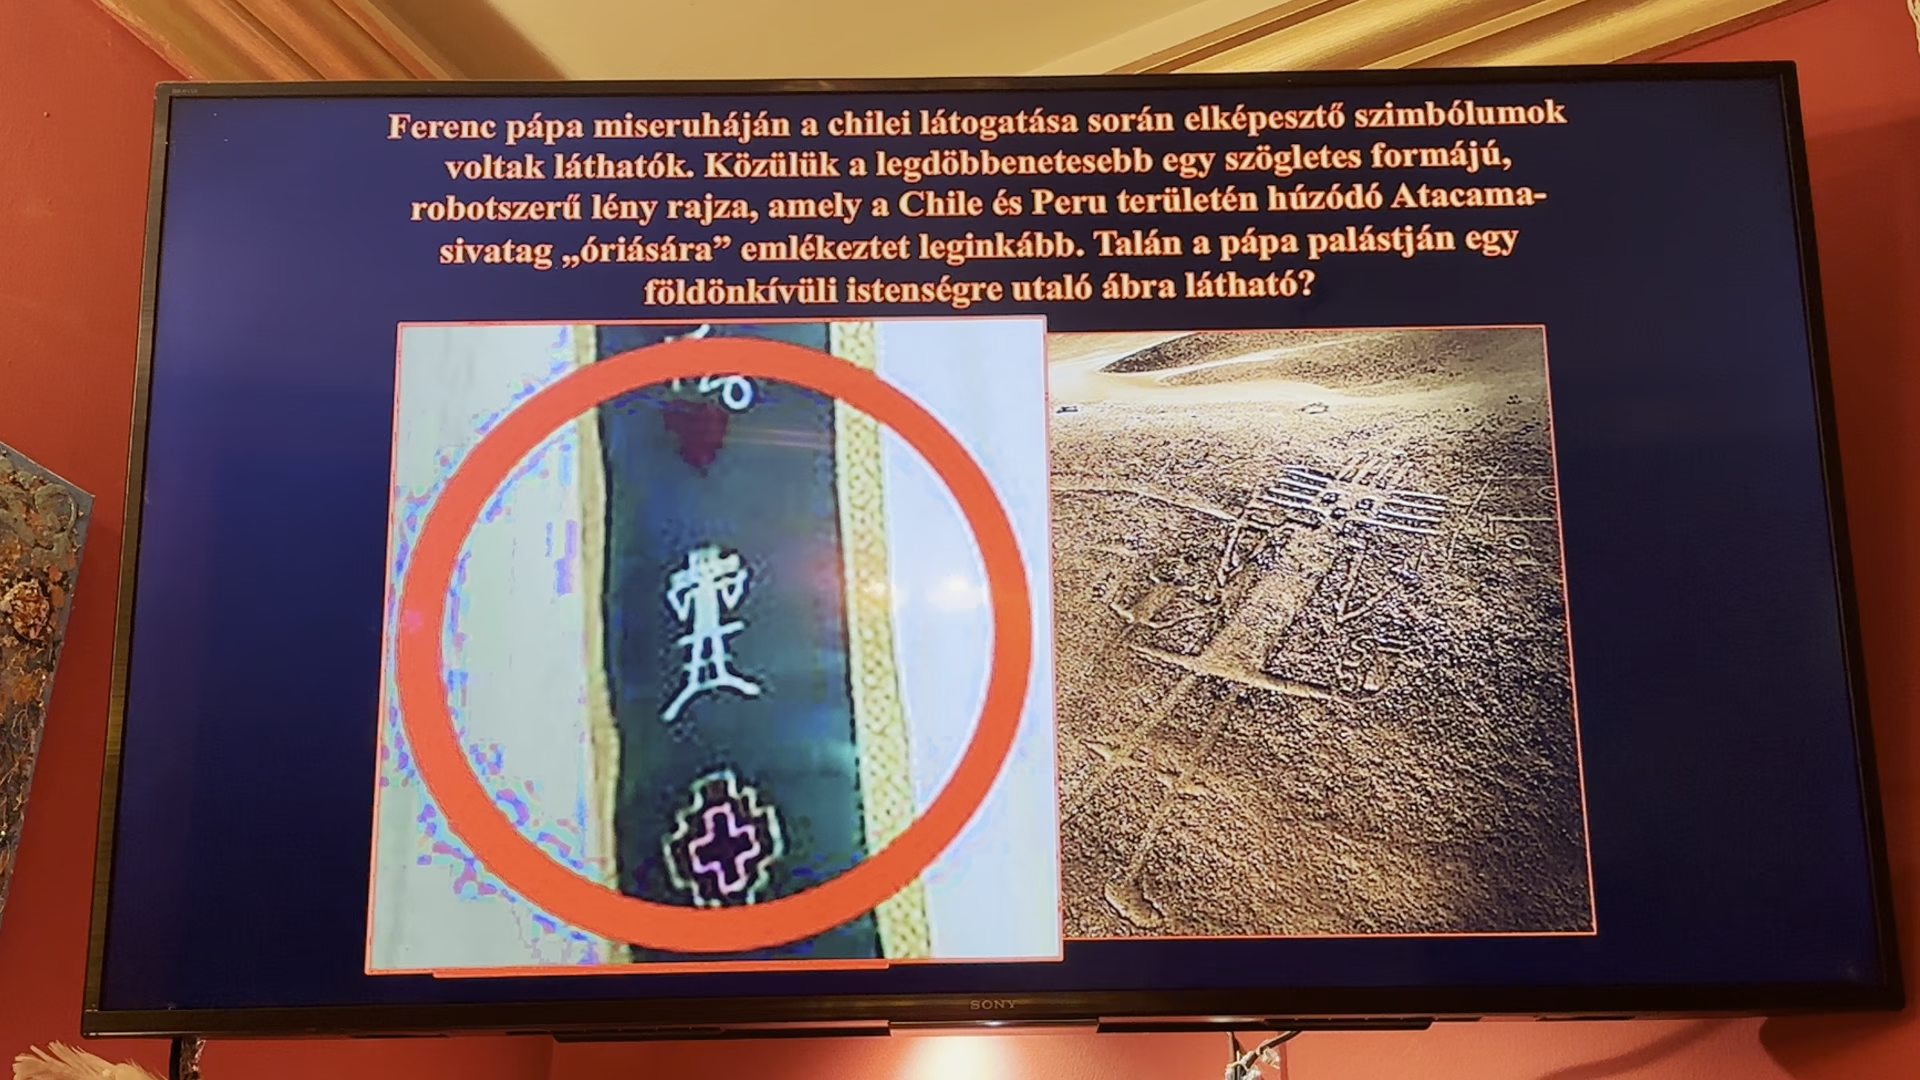 Ferenc pápa miseruháján a chilei látogatása során elképesztő szimbólumok
voltak láthatók. Közülük a legdöbbenetesebb egy szögletes formájú,
robotszerű lény rajza, amely a Chile és Peru területén húzódó Atacama-
sivatag „óriására” emlékeztet leginkább. Talán a pápa palástján egy
földönkívüli istenségre utaló ábra látható?
SONY